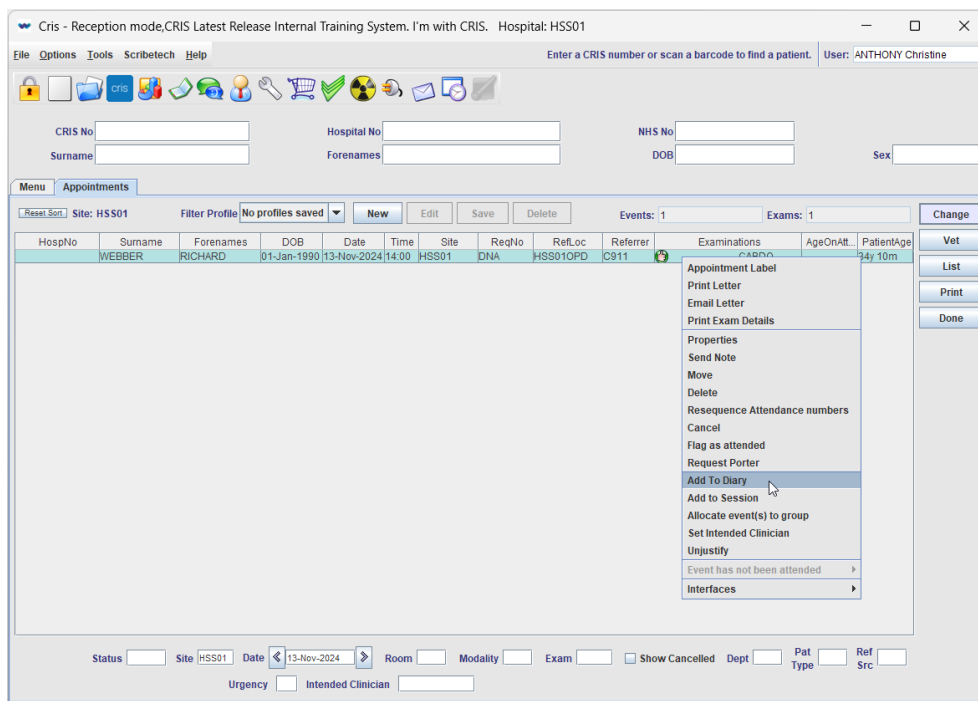 Cris - Reception mode,CRIS Latest Release Internal Training System. I'm with CRIS. Hospital: HSS01
File Options Tools Scribetech Help Enter a CRIS number or scan a barcode to find a patient. User: ANTHONY Christine
cris
CRIS No Hospital No NHS No
Surname Forenames DOB Sex
Menu Appointments
Reset Sort Site: HSS01 Filter Profile No profiles saved New Edit Save Delete Events: 1 Exams: 1 Change
HospNo Surname Forenames DOB Date Time Site ReqNo RefLoc Referrer Examinations AgeOnAtt... PatientAge Vet
WEBBER RICHARD 01-Jan-1990 13-Nov-2024 14:00 HSS01 DNA HSS01OPD C911 CABDO 34y 10m
List
Print
Done
Appointment Label
Print Letter
Email Letter
Print Exam Details
Properties
Send Note
Move
Delete
Resequence Attendance numbers
Cancel
Flag as attended
Request Porter
Add To Diary
Add to Session
Allocate event(s) to group
Set Intended Clinician
Unjustify
Event has not been attended
Interfaces
Status Site HSS01 Date 13-Nov-2024 Room Modality Exam Show Cancelled Dept Pat Type Ref Src
Urgency Intended Clinician